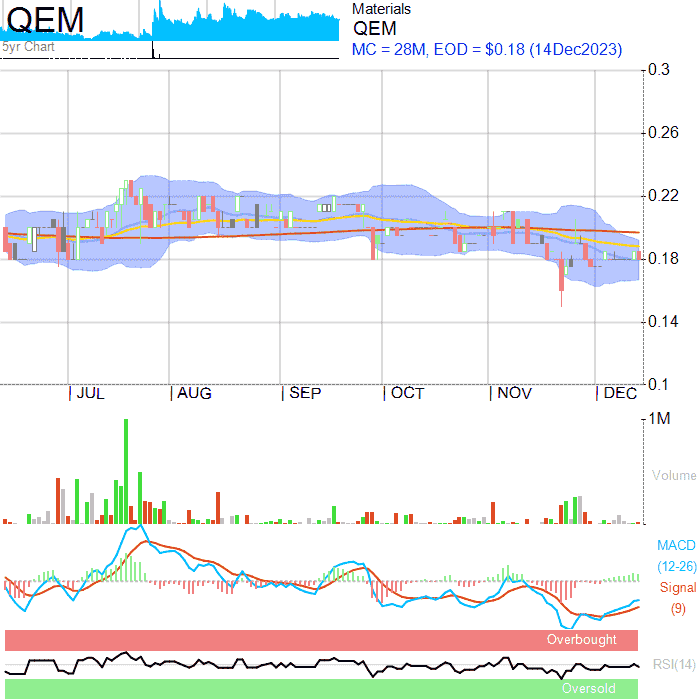 QEM
5yr Chart
Materials
QEM
MC = 28M, EOD = $0.18 (14Dec2023)
0.3
0.26
0.22
0.18
0.14
0.1
JUL AUG SEP OCT NOV DEC
1M
Volume
MACD
(12-26)
Signal
(9)
Overbought
RSI(14)
Oversold